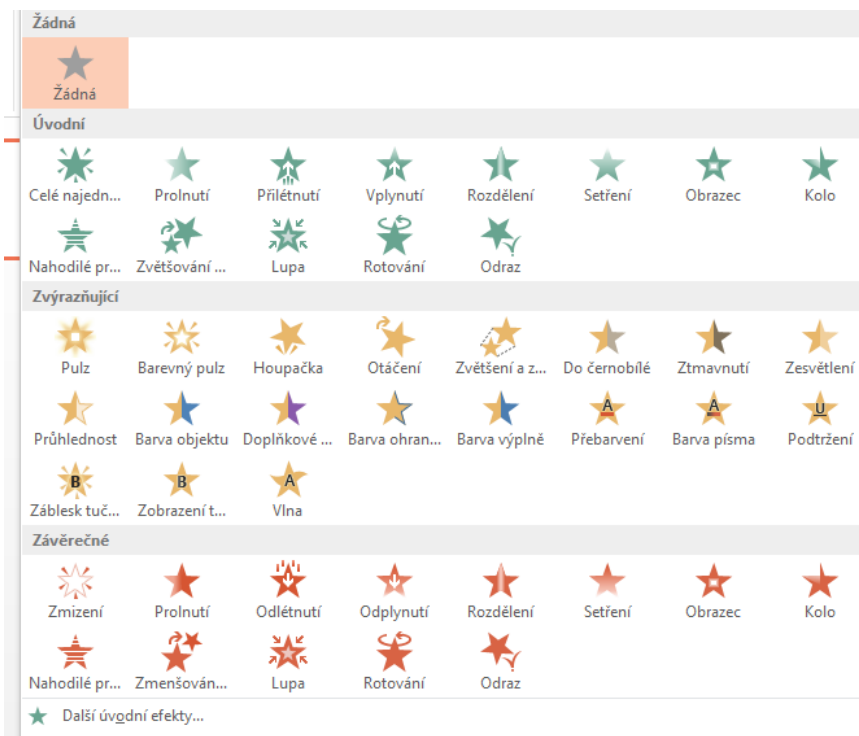 Žádná
Žádná
Úvodní
Celé najedn... Prolnutí Přilétnutí Vplynutí Rozdělení Setření Obrazec Kolo
Nahodilé pr... Zvětšování ... Lupa Rotování Odraz
Zvýrazňující
Pulz Barevný pulz Houpačka Otáčení Zvětšení a z... Do černobílé Ztmavnutí Zesvětlení
A A U
Průhlednost Barva objektu Doplňkové ... Barva ohran... Barva výplně Přebarvení Barva písma Podtržení
B B A
Záblesk tuč... Zobrazení t... Vlna
Závěrečné
Zmizení Prolnutí Odlétnutí Odplynutí Rozdělení Setření Obrazec Kolo
Nahodilé pr... Zmenšován... Lupa Rotování Odraz
Další úvodní efekty...